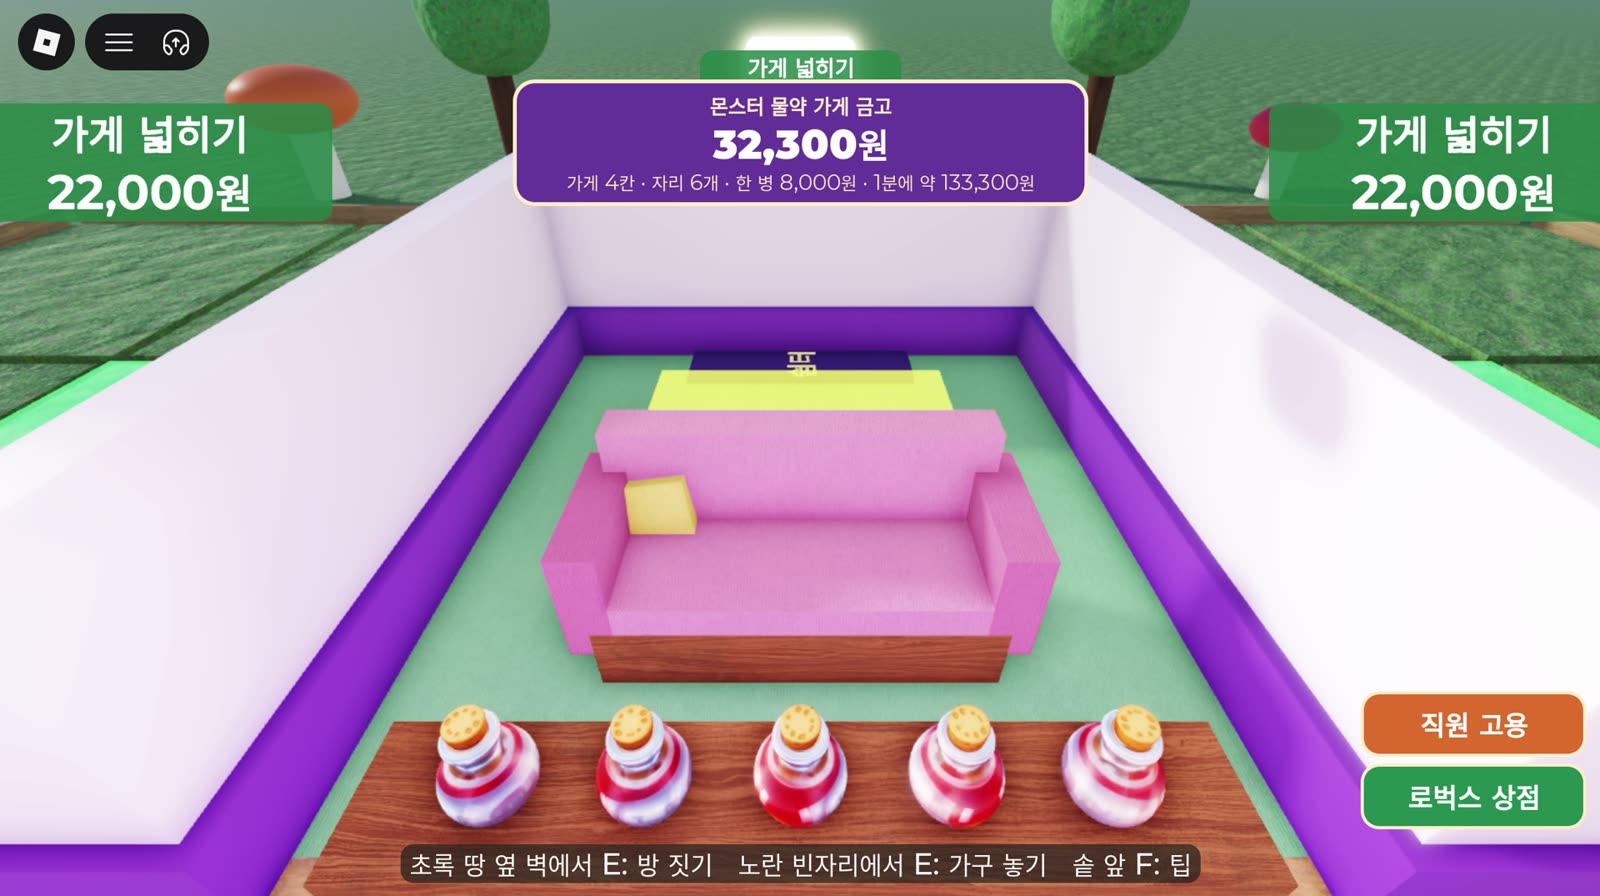 가게 넓히기
몬스터 물약 가게 금고
32,300원
가게 4칸 · 자리 6개 · 한 병 8,000원 · 1분에 약 133,300원
가게 넓히기
22,000원
가게 넓히기
22,000원
직원 고용
로벅스 상점
초록 땅 옆 벽에서 E: 방 짓기 노란 빈자리에서 E: 가구 놓기 솥 앞 F: 팁